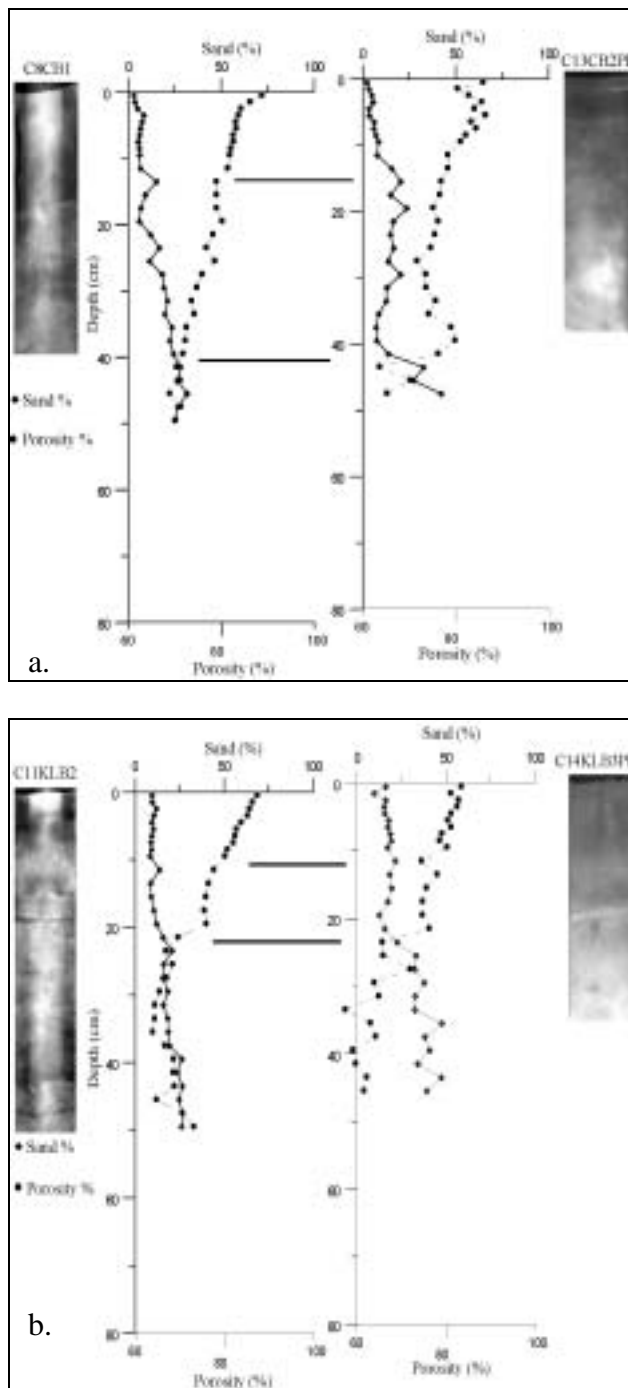 Sand (%)
Sand (%)
C8CB1
C13CB2P
0
50
100
0
50
100
0
20
Depth (cm)
40
Sand %
Porosity %
60
80
60
80
100
60
80
100
Porosity (%)
Porosity (%)
a.
Sand (%)
Sand (%)
C11KLB2
C14KLB3P
0
50
100
0
50
100
0
20
Depth (cm)
40
Sand %
Porosity %
60
80
60
80
100
60
80
100
Porosity (%)
Porosity (%)
b.